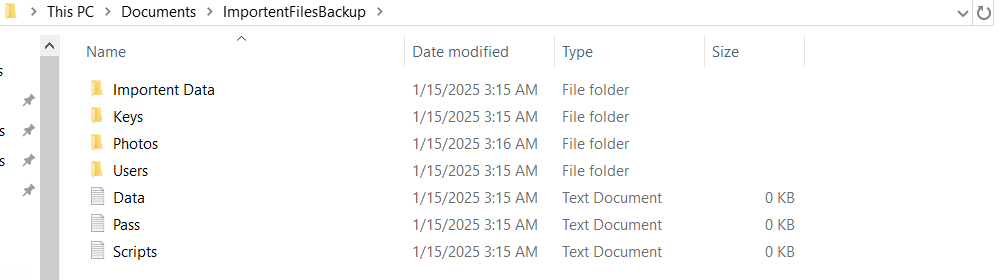 This PC > Documents > ImportentFilesBackup >
Name Date modified Type Size
Importent Data 1/15/2025 3:15 AM File folder
Keys 1/15/2025 3:15 AM File folder
Photos 1/15/2025 3:16 AM File folder
Users 1/15/2025 3:15 AM File folder
Data 1/15/2025 3:15 AM Text Document 0 KB
Pass 1/15/2025 3:15 AM Text Document 0 KB
Scripts 1/15/2025 3:15 AM Text Document 0 KB